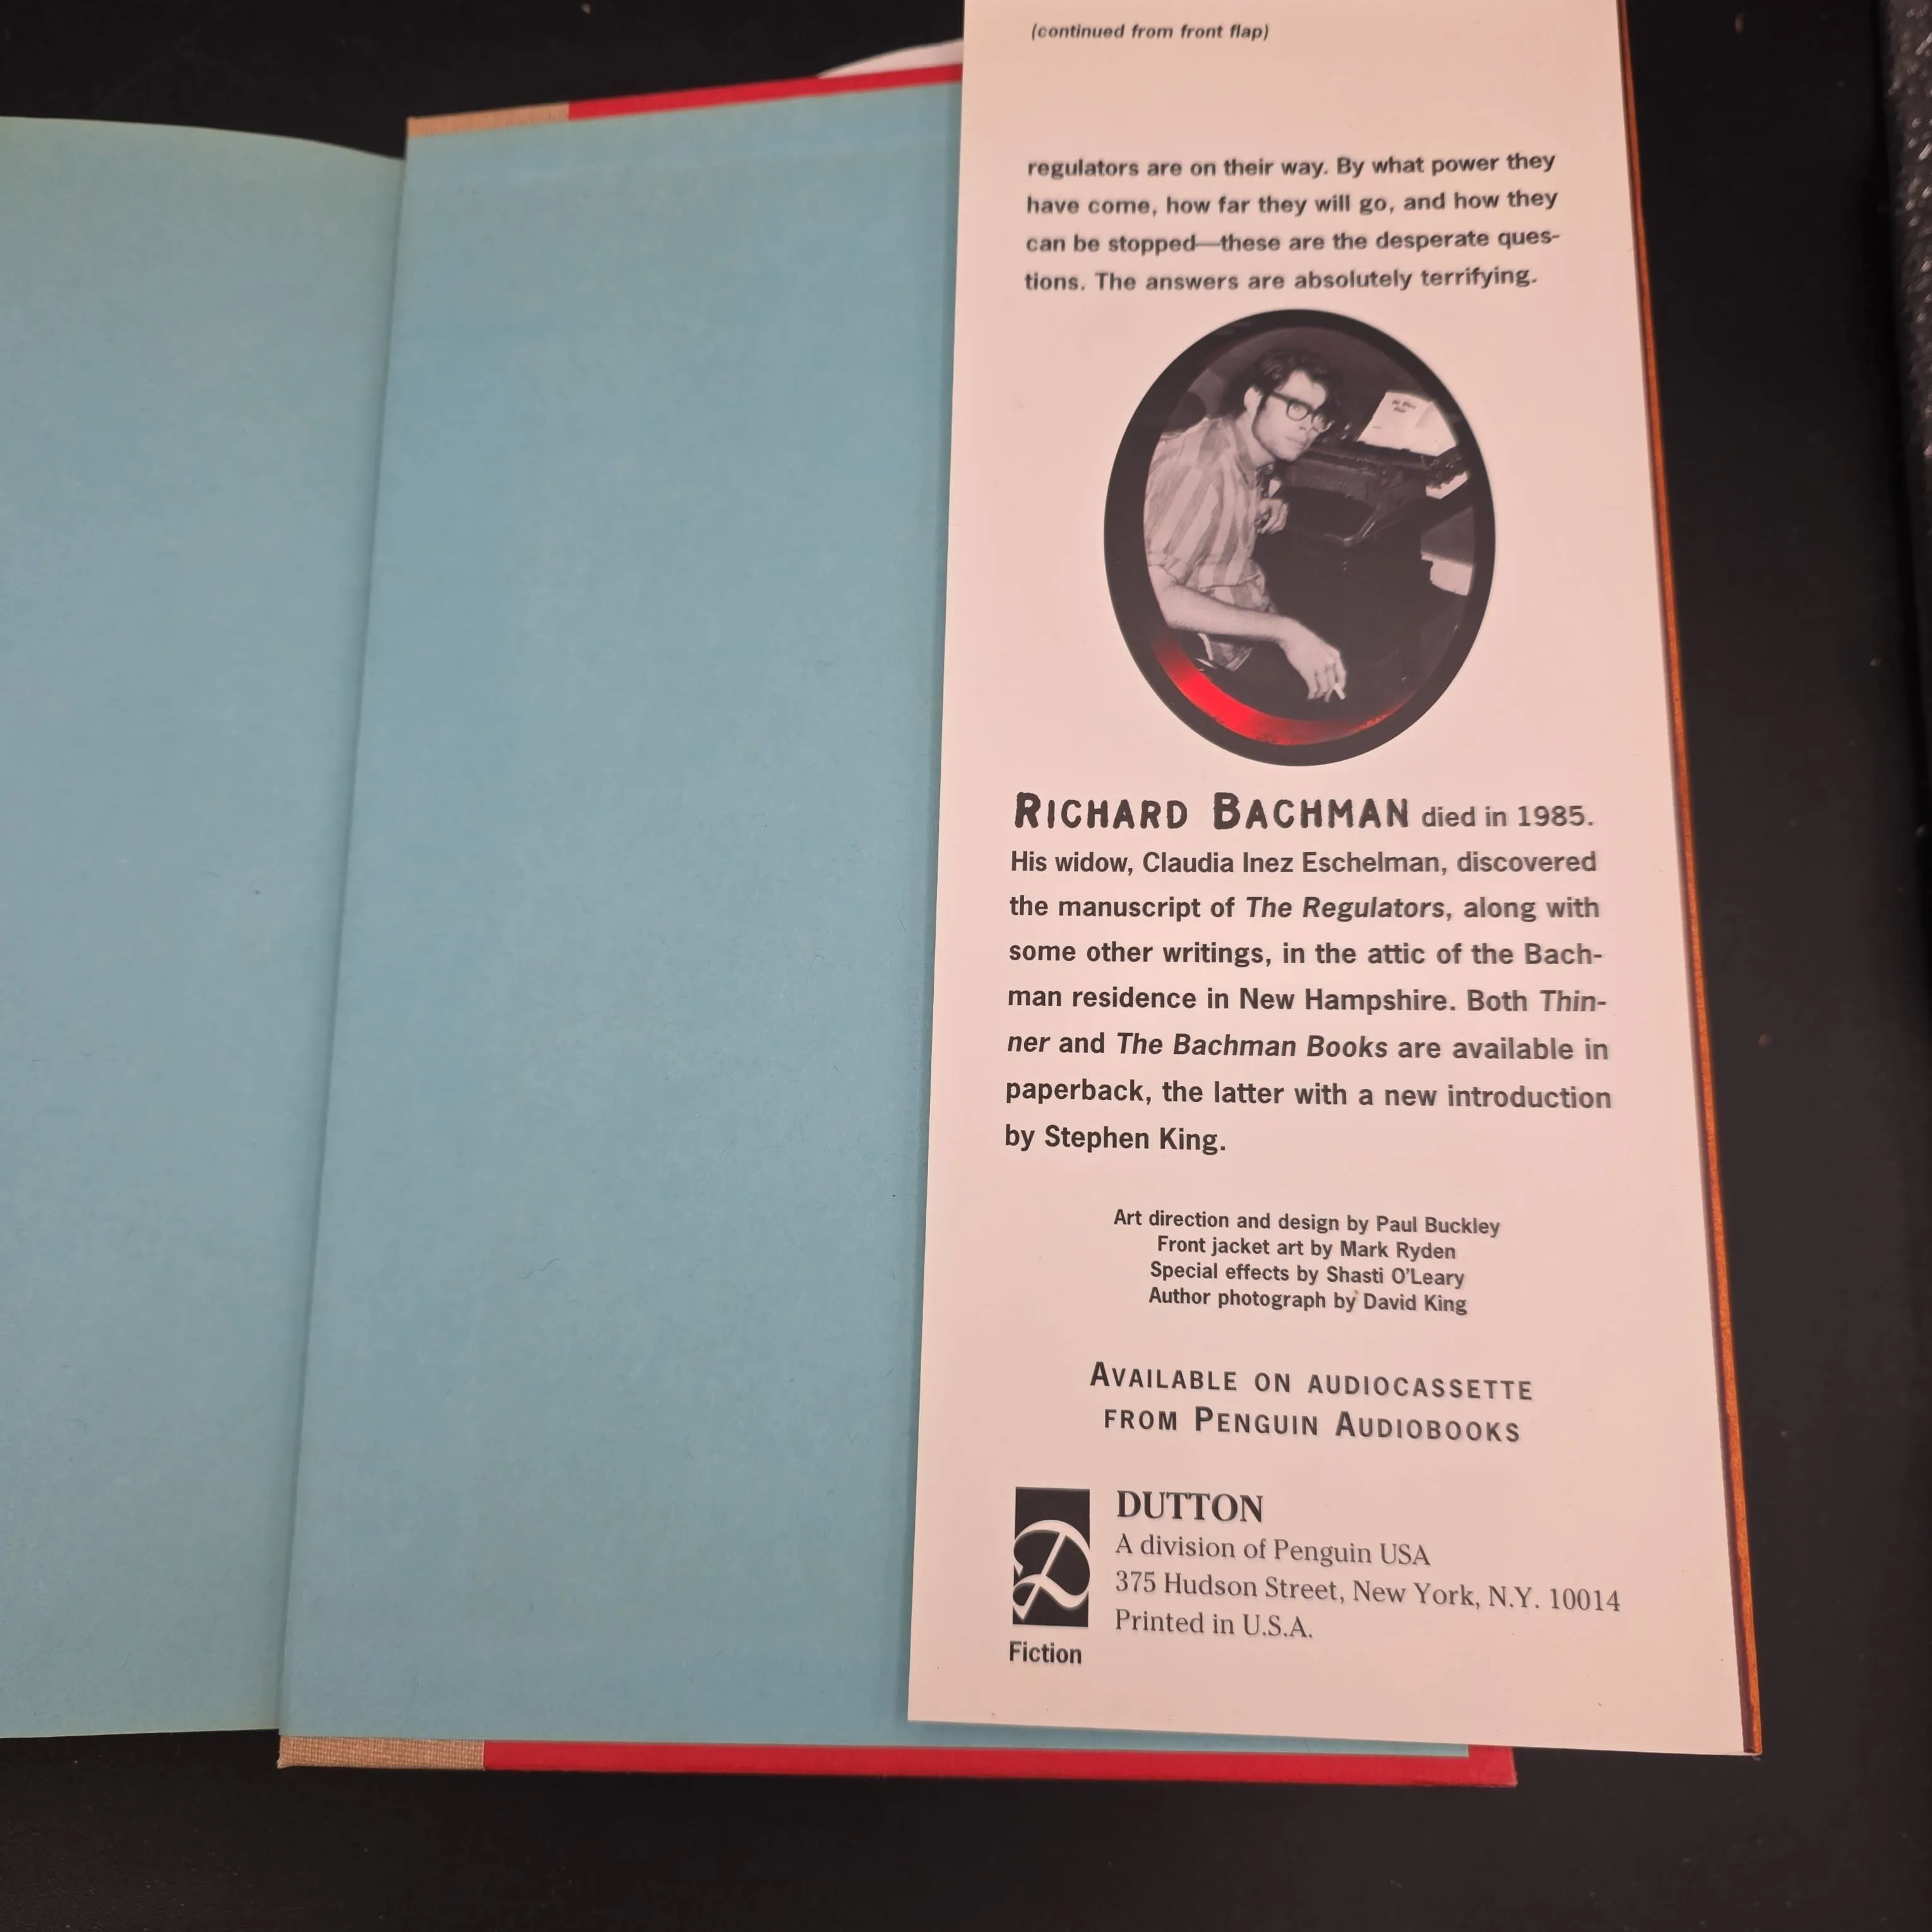 (continued from front flap)
regulators are on their way. By what power they
have come, how far they will go, and how they
can be stopped—these are the desperate ques-
tions. The answers are absolutely terrifying.
RICHARD BACHMAN died in 1985.
His widow, Claudia Inez Eschelman, discovered
the manuscript of The Regulators, along with
some other writings, in the attic of the Bach-
man residence in New Hampshire. Both Thin-
ner and The Bachman Books are available in
paperback, the latter with a new introduction
by Stephen King.
Art direction and design by Paul Buckley
Front jacket art by Mark Ryden
Special effects by Shasti O'Leary
Author photograph by David King
AVAILABLE ON AUDIOCASSETTE
FROM PENGUIN AUDIOBOOKS
D
DUTTON
A division of Penguin USA
375 Hudson Street, New York, N.Y. 10014
Printed in U.S.A.
Fiction